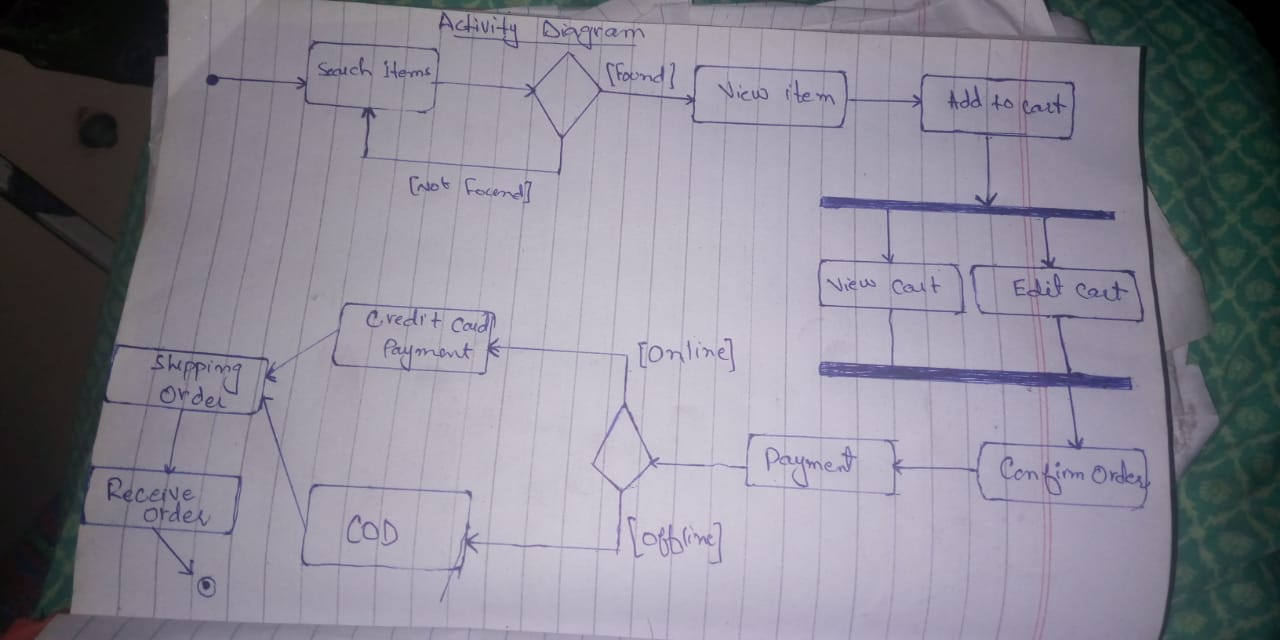 Activity Diagram
Search Items
[Found]
View item
Add to cart
[Not Found]
View Cart
Edit Cart
Credit Card
Payment
[Online]
Shipping
Order
Payment
Confirm Order
Receive
Order
COD
[Offline]